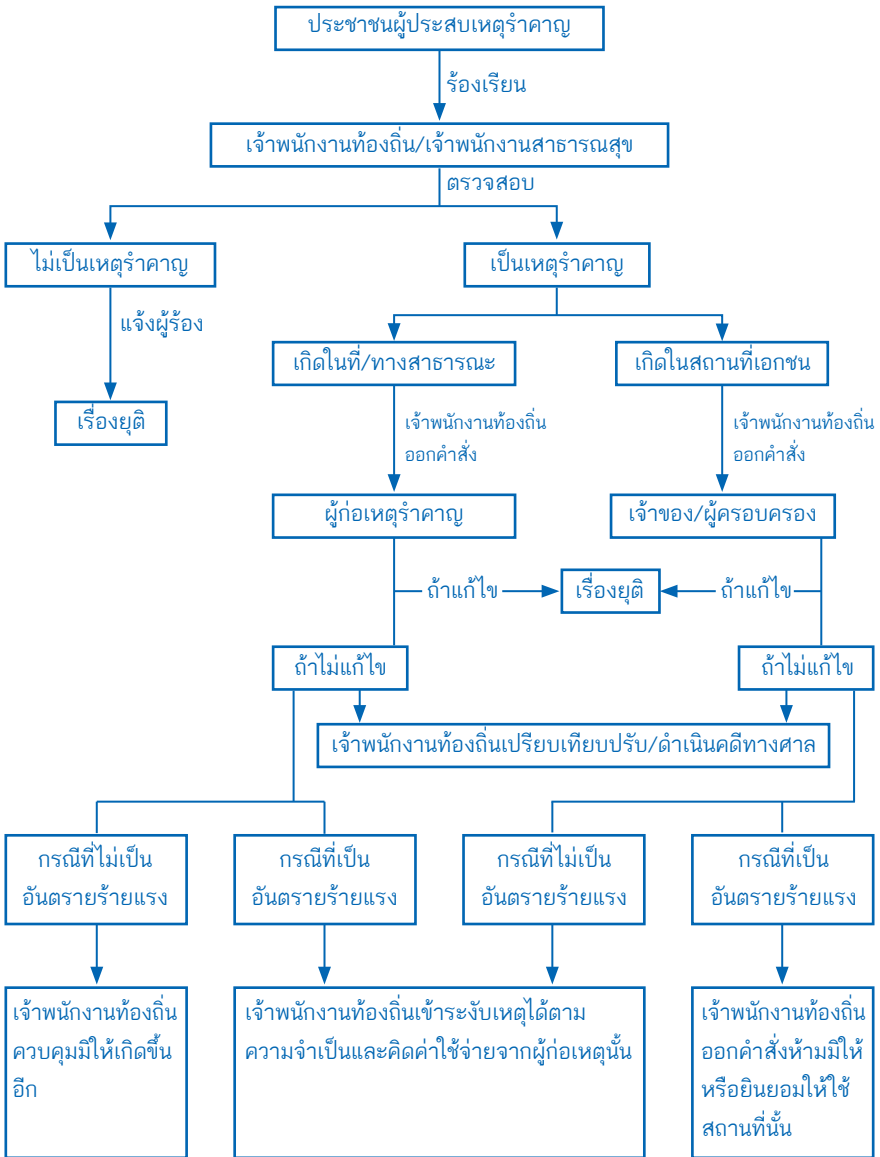 ประชาชนผู้ประสบเหตุรำคาญ
ร้องเรียน
เจ้าพนักงานท้องถิ่น/เจ้าพนักงานสาธารณสุข
ตรวจสอบ
ไม่เป็นเหตุรำคาญ
เป็นเหตุรำคาญ
แจ้งผู้ร้อง
เรื่องยุติ
เกิดในที่/ทางสาธารณะ
เกิดในสถานที่เอกชน
เจ้าพนักงานท้องถิ่น
ออกคำสั่ง
เจ้าพนักงานท้องถิ่น
ออกคำสั่ง
ผู้ก่อเหตุรำคาญ
เจ้าของ/ผู้ครอบครอง
ถ้าแก้ไข
เรื่องยุติ
ถ้าแก้ไข
ถ้าไม่แก้ไข
ถ้าไม่แก้ไข
เจ้าพนักงานท้องถิ่นเปรียบเทียบปรับ/ดำเนินคดีทางศาล
กรณีที่ไม่เป็น
อันตรายร้ายแรง
กรณีที่เป็น
อันตรายร้ายแรง
กรณีที่ไม่เป็น
อันตรายร้ายแรง
กรณีที่เป็น
อันตรายร้ายแรง
เจ้าพนักงานท้องถิ่น
ควบคุมมิให้เกิดขึ้น
อีก
เจ้าพนักงานท้องถิ่นเข้าระงับเหตุได้ตาม
ความจำเป็นและคิดค่าใช้จ่ายจากผู้ก่อเหตุนั้น
เจ้าพนักงานท้องถิ่น
ออกคำสั่งห้ามมิให้
หรือยินยอมให้ใช้
สถานที่นั้น